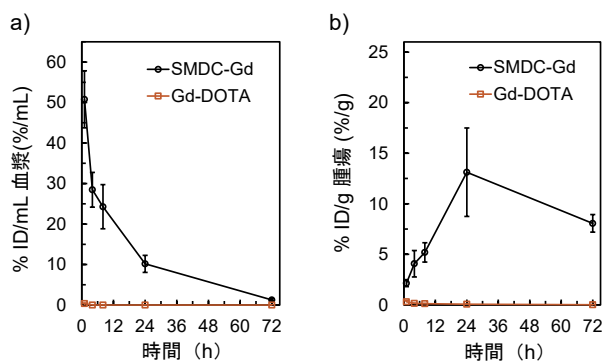 a)
% ID/mL 血漿(%/mL)
60
50
40
30
20
10
0
SMDC-Gd
Gd-DOTA
0 12 24 36 48 60 72
時間（h）
b)
% ID/g 腫瘍 (%/g)
25
20
15
10
5
0
SMDC-Gd
Gd-DOTA
0 12 24 36 48 60 72
時間（h）